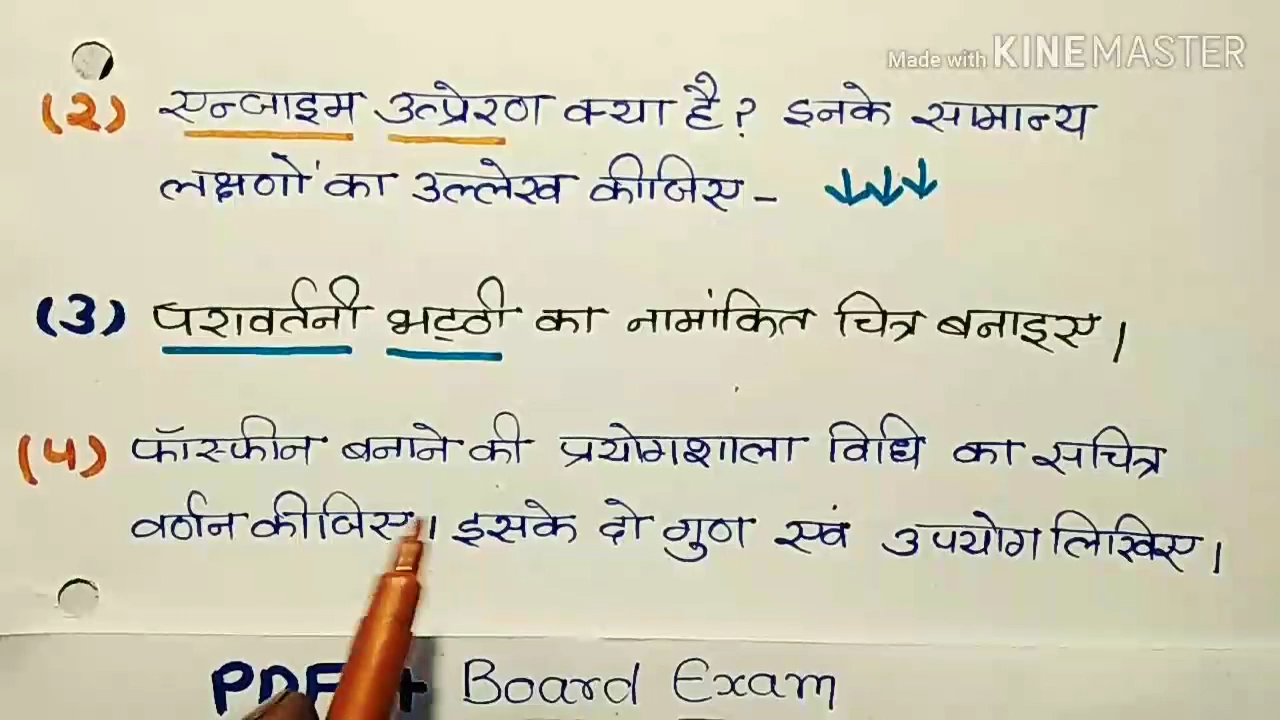 Made with KINEMASTER
(2) एन्जाइम उत्प्रेरण क्या है? इनके सामान्य
लक्षणों का उल्लेख कीजिए -
(3) परावर्तनी भट्ठी का नामांकित चित्र बनाइए।
(4) फॉस्फीन बनाने की प्रयोगशाला विधि का सचित्र
वर्णन कीजिए। इसके दो गुण एवं उपयोग लिखिए।
PDF + Board Exam